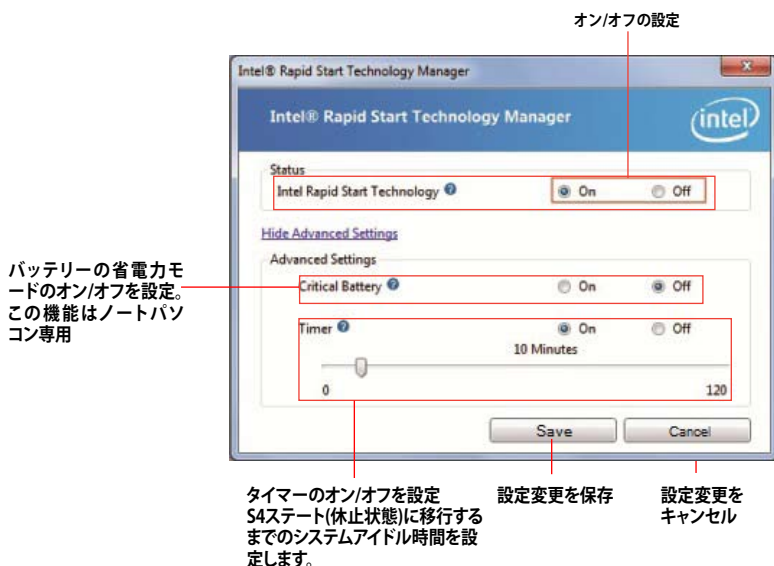 オン/オフの設定
Intel® Rapid Start Technology Manager
Intel® Rapid Start Technology Manager
intel
Status
Intel Rapid Start Technology ? On Off
Hide Advanced Settings
Advanced Settings
バッテリーの省電力モ
ードのオン/オフを設定。
この機能はノートパソ
コン専用
Critical Battery ? On Off
Timer ? On Off
10 Minutes
0 120
Save Cancel
タイマーのオン/オフを設定
S4ステート(休止状態)に移行する
までのシステムアイドル時間を設
定します。
設定変更を保存
設定変更を
キャンセル